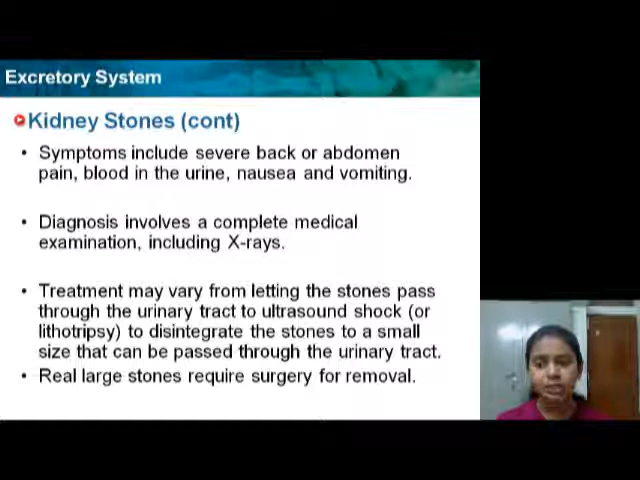 Excretory System
Kidney Stones (cont)
• Symptoms include severe back or abdomen
pain, blood in the urine, nausea and vomiting.
• Diagnosis involves a complete medical
examination, including X-rays.
• Treatment may vary from letting the stones pass
through the urinary tract to ultrasound shock (or
lithotripsy) to disintegrate the stones to a small
size that can be passed through the urinary tract.
• Real large stones require surgery for removal.